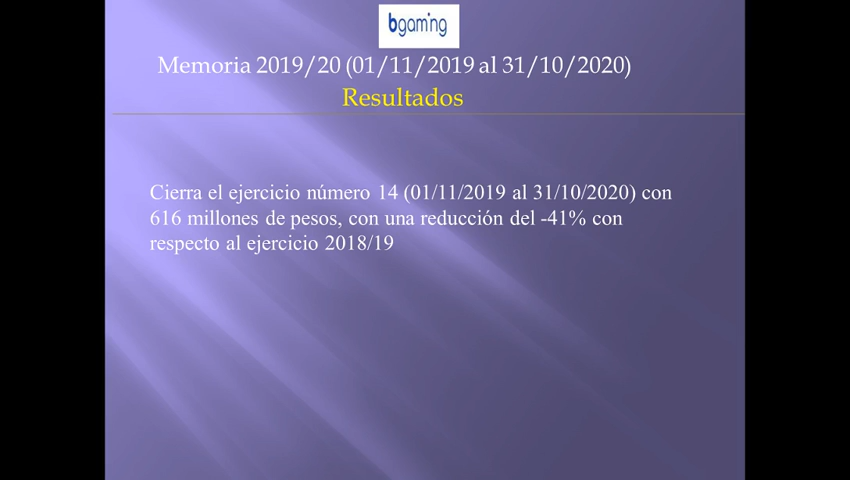 bgaming
Memoria 2019/20 (01/11/2019 al 31/10/2020)
Resultados
Cierra el ejercicio número 14 (01/11/2019 al 31/10/2020) con
616 millones de pesos, con una reducción del -41% con
respecto al ejercicio 2018/19